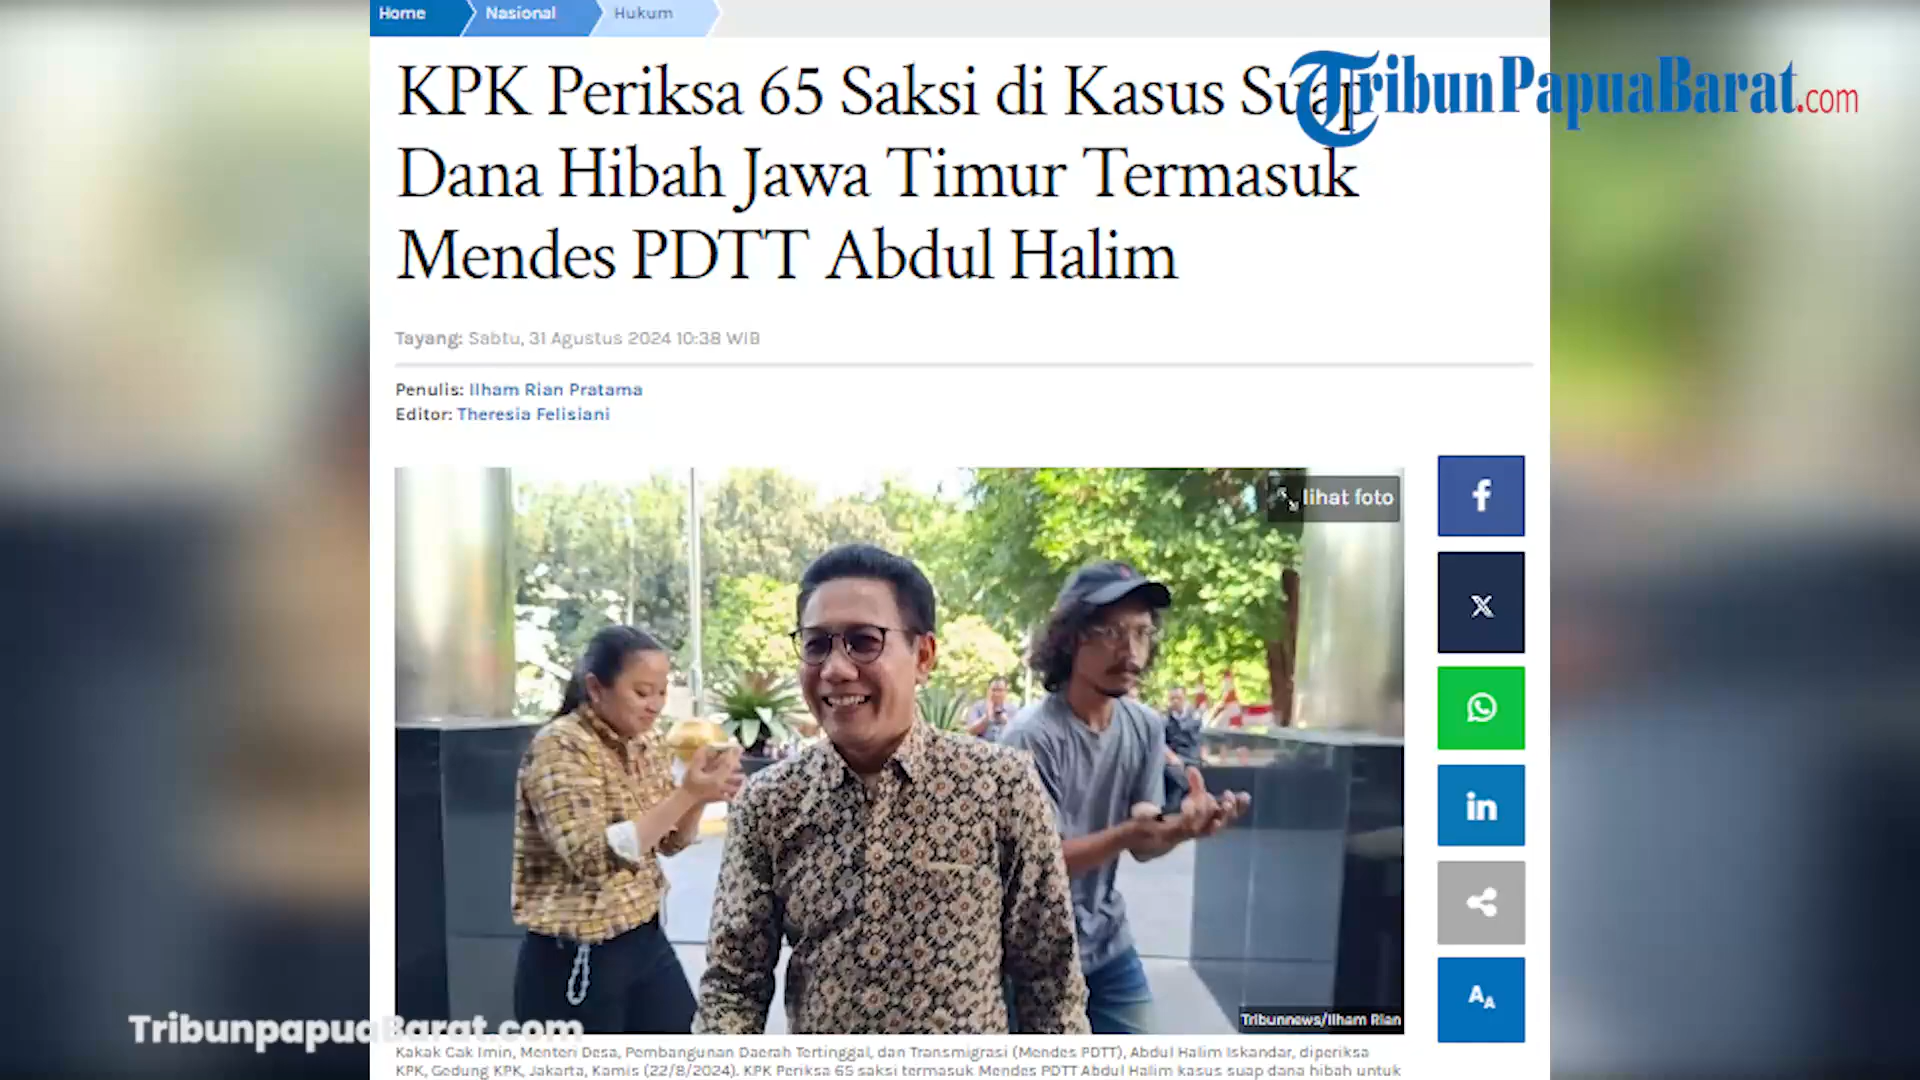 Home Nasional Hukum
TribunPapuaBarat.com
KPK Periksa 65 Saksi di Kasus Suap
Dana Hibah Jawa Timur Termasuk
Mendes PDTT Abdul Halim
Tayang: Sabtu, 31 Agustus 2024 10:38 WIB
Penulis: Ilham Rian Pratama
Editor: Theresia Felisiani
lihat foto
f
X
in
AA
Tribunnews/Ilham Rian
TribunpapuaBarat.com
Kakak Cak Imin, Menteri Desa, Pembangunan Daerah Tertinggal, dan Transmigrasi (Mendes PDTT), Abdul Halim Iskandar, diperiksa
KPK, Gedung KPK, Jakarta, Kamis (22/8/2024). KPK Periksa 65 saksi termasuk Mendes PDTT Abdul Halim kasus suap dana hibah untuk